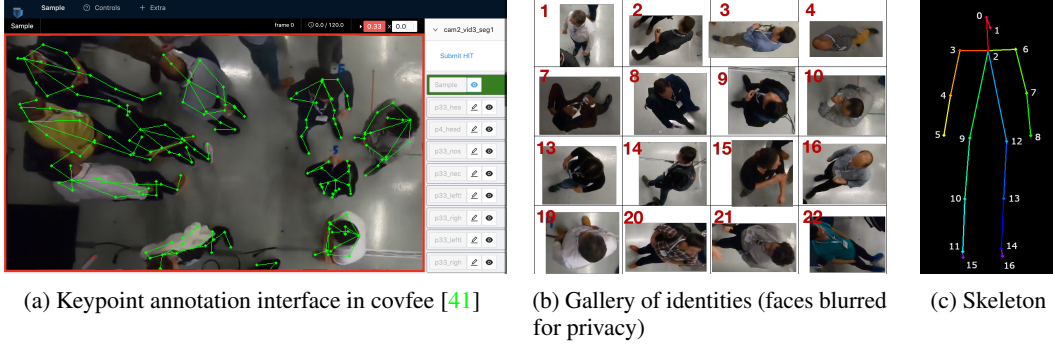 Sample Controls + Extra
Sample frame 0 0.0 / 120.0 0.33 x 0.0
cam2_vid3_seg1
Submit HIT
Sample
p33_hea
p4_head
p33_nos
p33_nec
p33_leftl
p33_righ
p33_leftl
p33_righ
1 2 3 4
7 8 9 10
13 14 15 16
19 20 21 22
0
1
3 2 6
4 7
5 8
9 12
10 13
11 14
15 16
(a) Keypoint annotation interface in covfee [41]
(b) Gallery of identities (faces blurred
for privacy)
(c) Skeleton